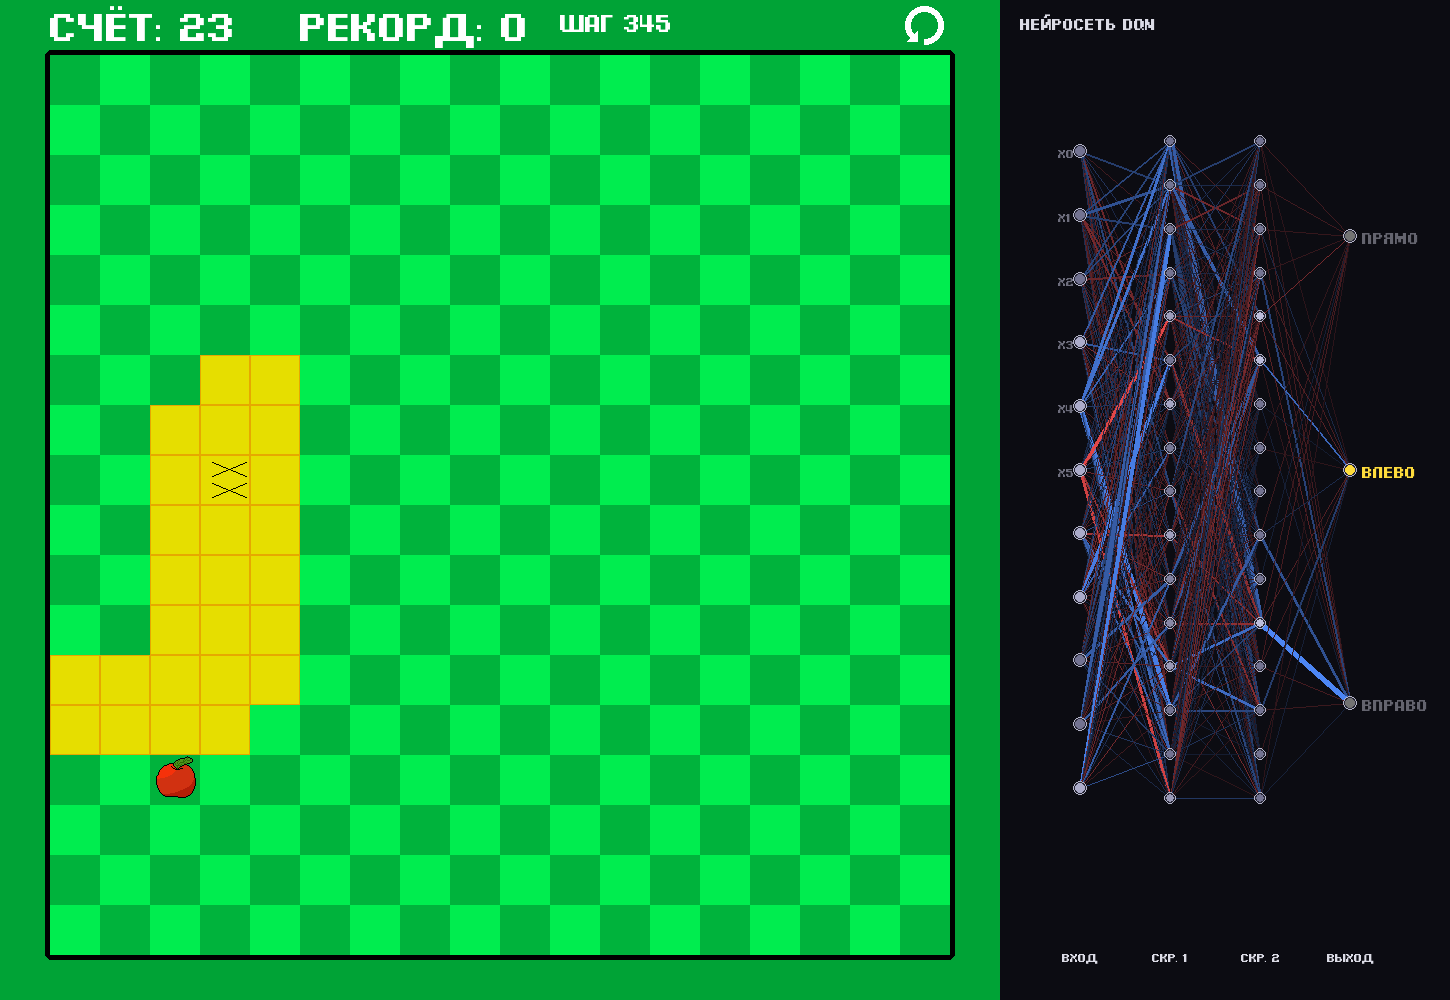 СЧЁТ: 23
РЕКОРД: 0
ШАГ 345
НЕЙРОСЕТЬ DQN
X0
X1
X2
X3
X4
X5
ПРЯМО
ВЛЕВО
ВПРАВО
ВХОД
СКР. 1
СКР. 2
ВЫХОД